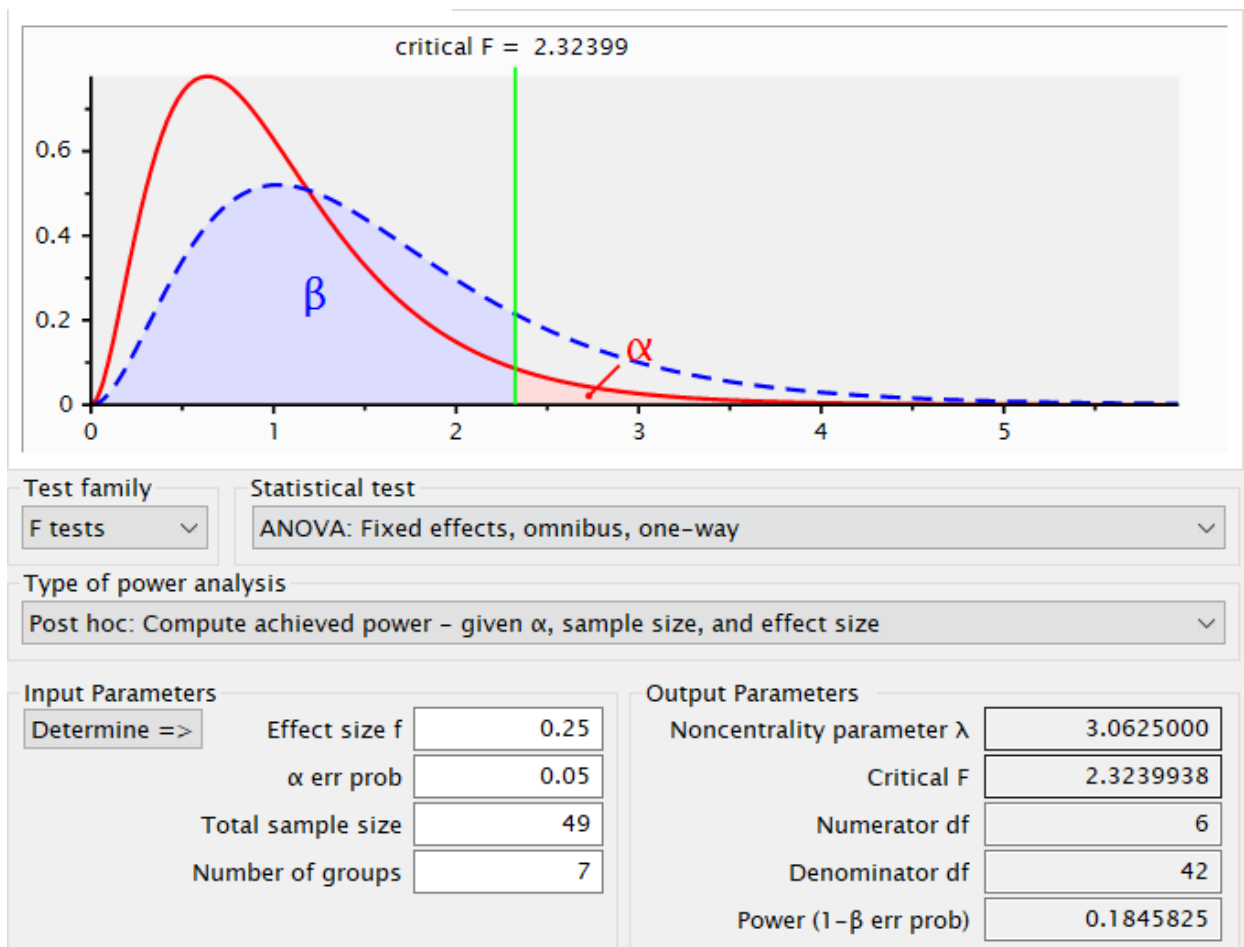 critical F = 2.32399
0.6
0.4
0.2
0
β
α
0 1 2 3 4 5
Test family
Statistical test
F tests
ANOVA: Fixed effects, omnibus, one-way
Type of power analysis
Post hoc: Compute achieved power - given α, sample size, and effect size
Input Parameters
Output Parameters
Determine => Effect size f 0.25
Noncentrality parameter λ 3.0625000
α err prob 0.05
Critical F 2.3239938
Total sample size 49
Numerator df 6
Number of groups 7
Denominator df 42
Power (1-β err prob) 0.1845825